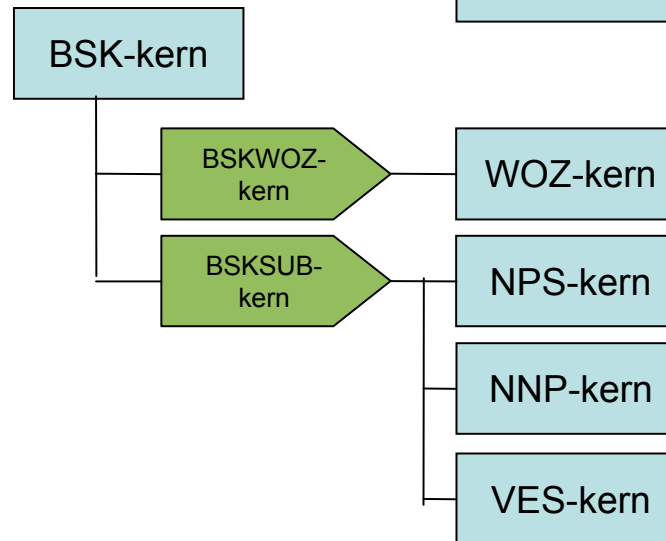 BSK-kern
BSKWOZ-
kern
WOZ-kern
BSKSUB-
kern
NPS-kern
NNP-kern
VES-kern